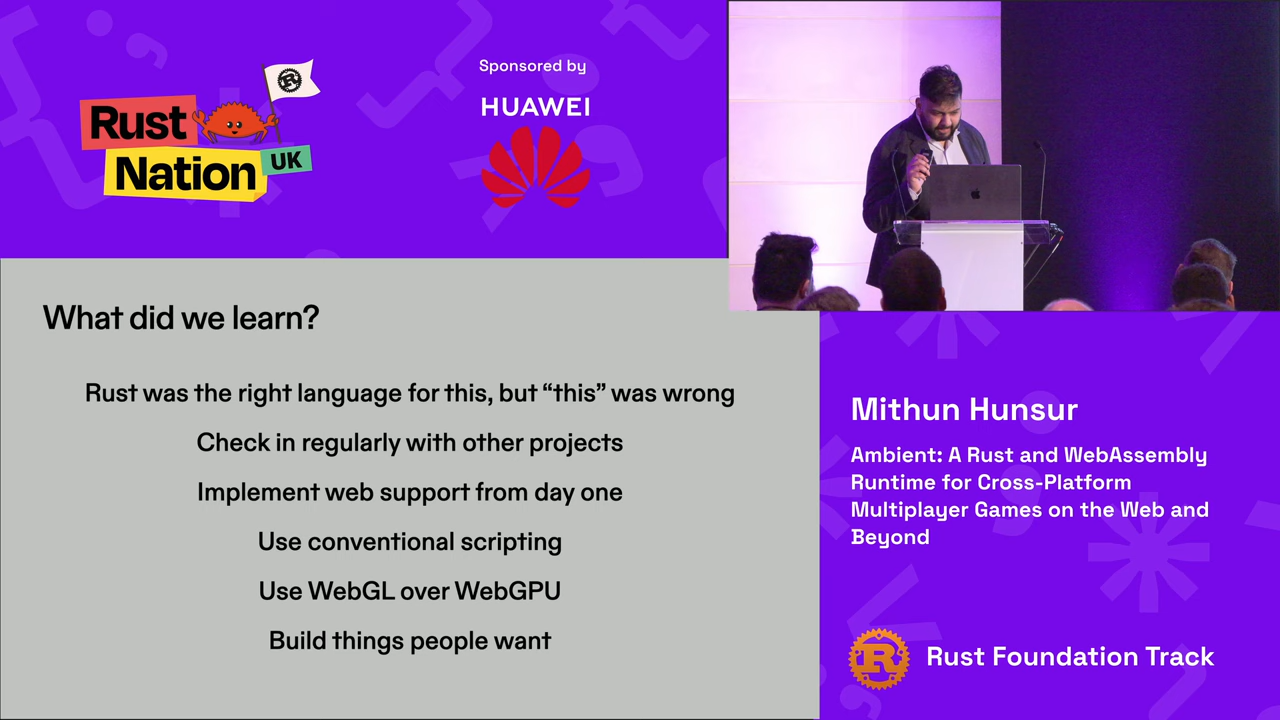 Rust
Nation
UK
Sponsored by
HUAWEI
What did we learn?
Rust was the right language for this, but “this” was wrong
Check in regularly with other projects
Implement web support from day one
Use conventional scripting
Use WebGL over WebGPU
Build things people want
Mithun Hunsur
Ambient: A Rust and WebAssembly
Runtime for Cross-Platform
Multiplayer Games on the Web and
Beyond
Rust Foundation Track